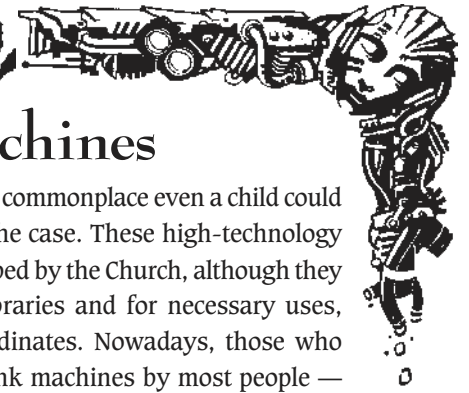 chines
commonplace even a child could
he case. These high-technology
bed by the Church, although they
braries and for necessary uses,
dinates. Nowadays, those who
nk machines by most people —